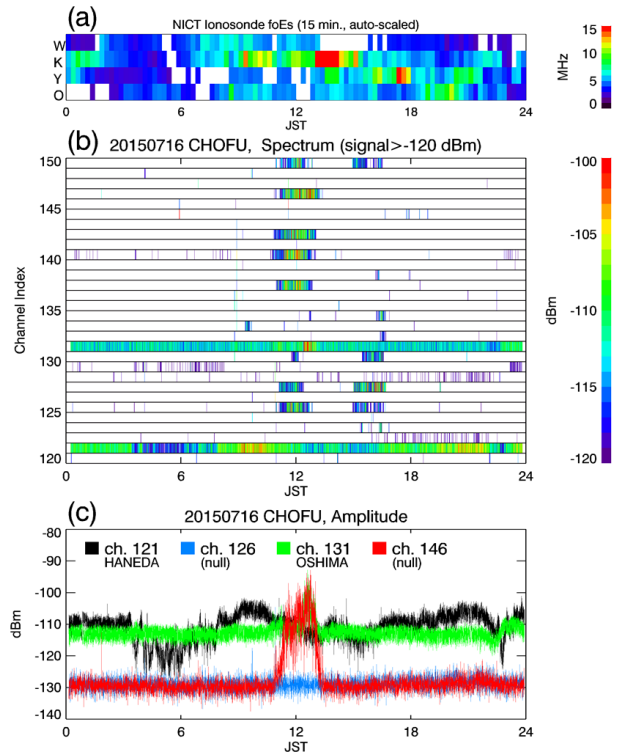 (a)
NICT Ionosonde foEs (15 min., auto-scaled)
W
K
Y
O
0 6 12 18 24
JST
MHz
15
10
5
0
(b)
20150716 CHOFU, Spectrum (signal>-120 dBm)
Channel Index
150
145
140
135
130
125
120
0 6 12 18 24
JST
dBm
-100
-105
-110
-115
-120
(c)
20150716 CHOFU, Amplitude
dBm
-80
-90
-100
-110
-120
-130
-140
ch. 121 ch. 126 ch. 131 ch. 146
HANEDA (null) OSHIMA (null)
0 6 12 18 24
JST